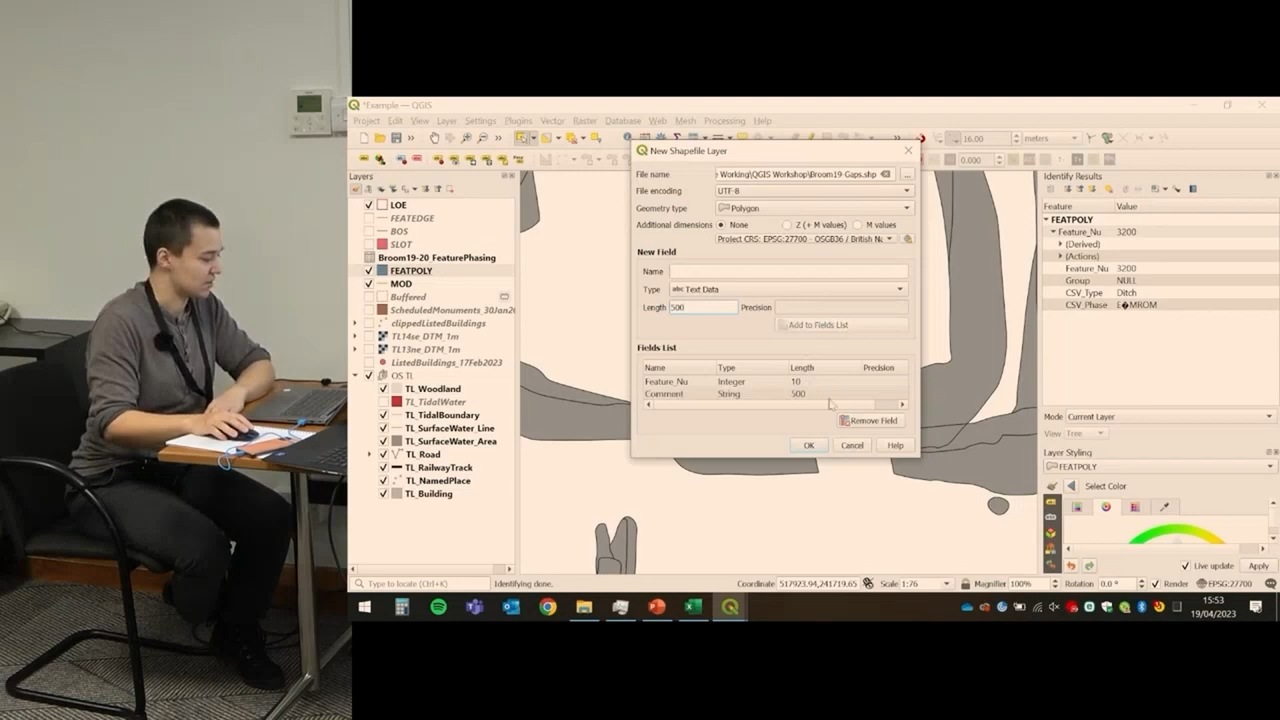 *Example — QGIS
Project Edit View Layer Settings Plugins Vector Raster Database Web Mesh Processing Help
16.00 meters
0.000
Layers
LOE
FEATEDGE
BOS
SLOT
Broom19-20_FeaturePhasing
FEATPOLY
MOD
Buffered
ScheduledMonuments_30Jan20
clippedListedBuildings
TL14se_DTM_1m
TL13ne_DTM_1m
ListedBuildings_17Feb2023
OS TL
TL_Woodland
TL_TidalWater
TL_TidalBoundary
TL_SurfaceWater_Line
TL_SurfaceWater_Area
TL_Road
TL_RailwayTrack
TL_NamedPlace
TL_Building
New Shapefile Layer
File name Working\QGIS Workshop\Broom19-Gaps.shp ...
File encoding UTF-8
Geometry type Polygon
Additional dimensions None Z (+ M values) M values
Project CRS: EPSG:27700 - OSGB36 / British Na
New Field
Name
Type abc Text Data
Length 500 Precision
Add to Fields List
Fields List
Name Type Length Precision
Feature_Nu Integer 10
Comment String 500
Remove Field
OK Cancel Help
Identify Results
Feature Value
FEATPOLY
Feature_Nu 3200
(Derived)
(Actions)
Feature_Nu 3200
Group NULL
CSV_Type Ditch
CSV_Phase E�MROM
Mode Current Layer
View Tree
Layer Styling
FEATPOLY
Select Color
Live update Apply
Type to locate (Ctrl+K) Identifying done. Coordinate 517923.94,241719.65 Scale 1:76 Magnifier 100% Rotation 0.0 ° Render EPSG:27700
15:53
19/04/2023